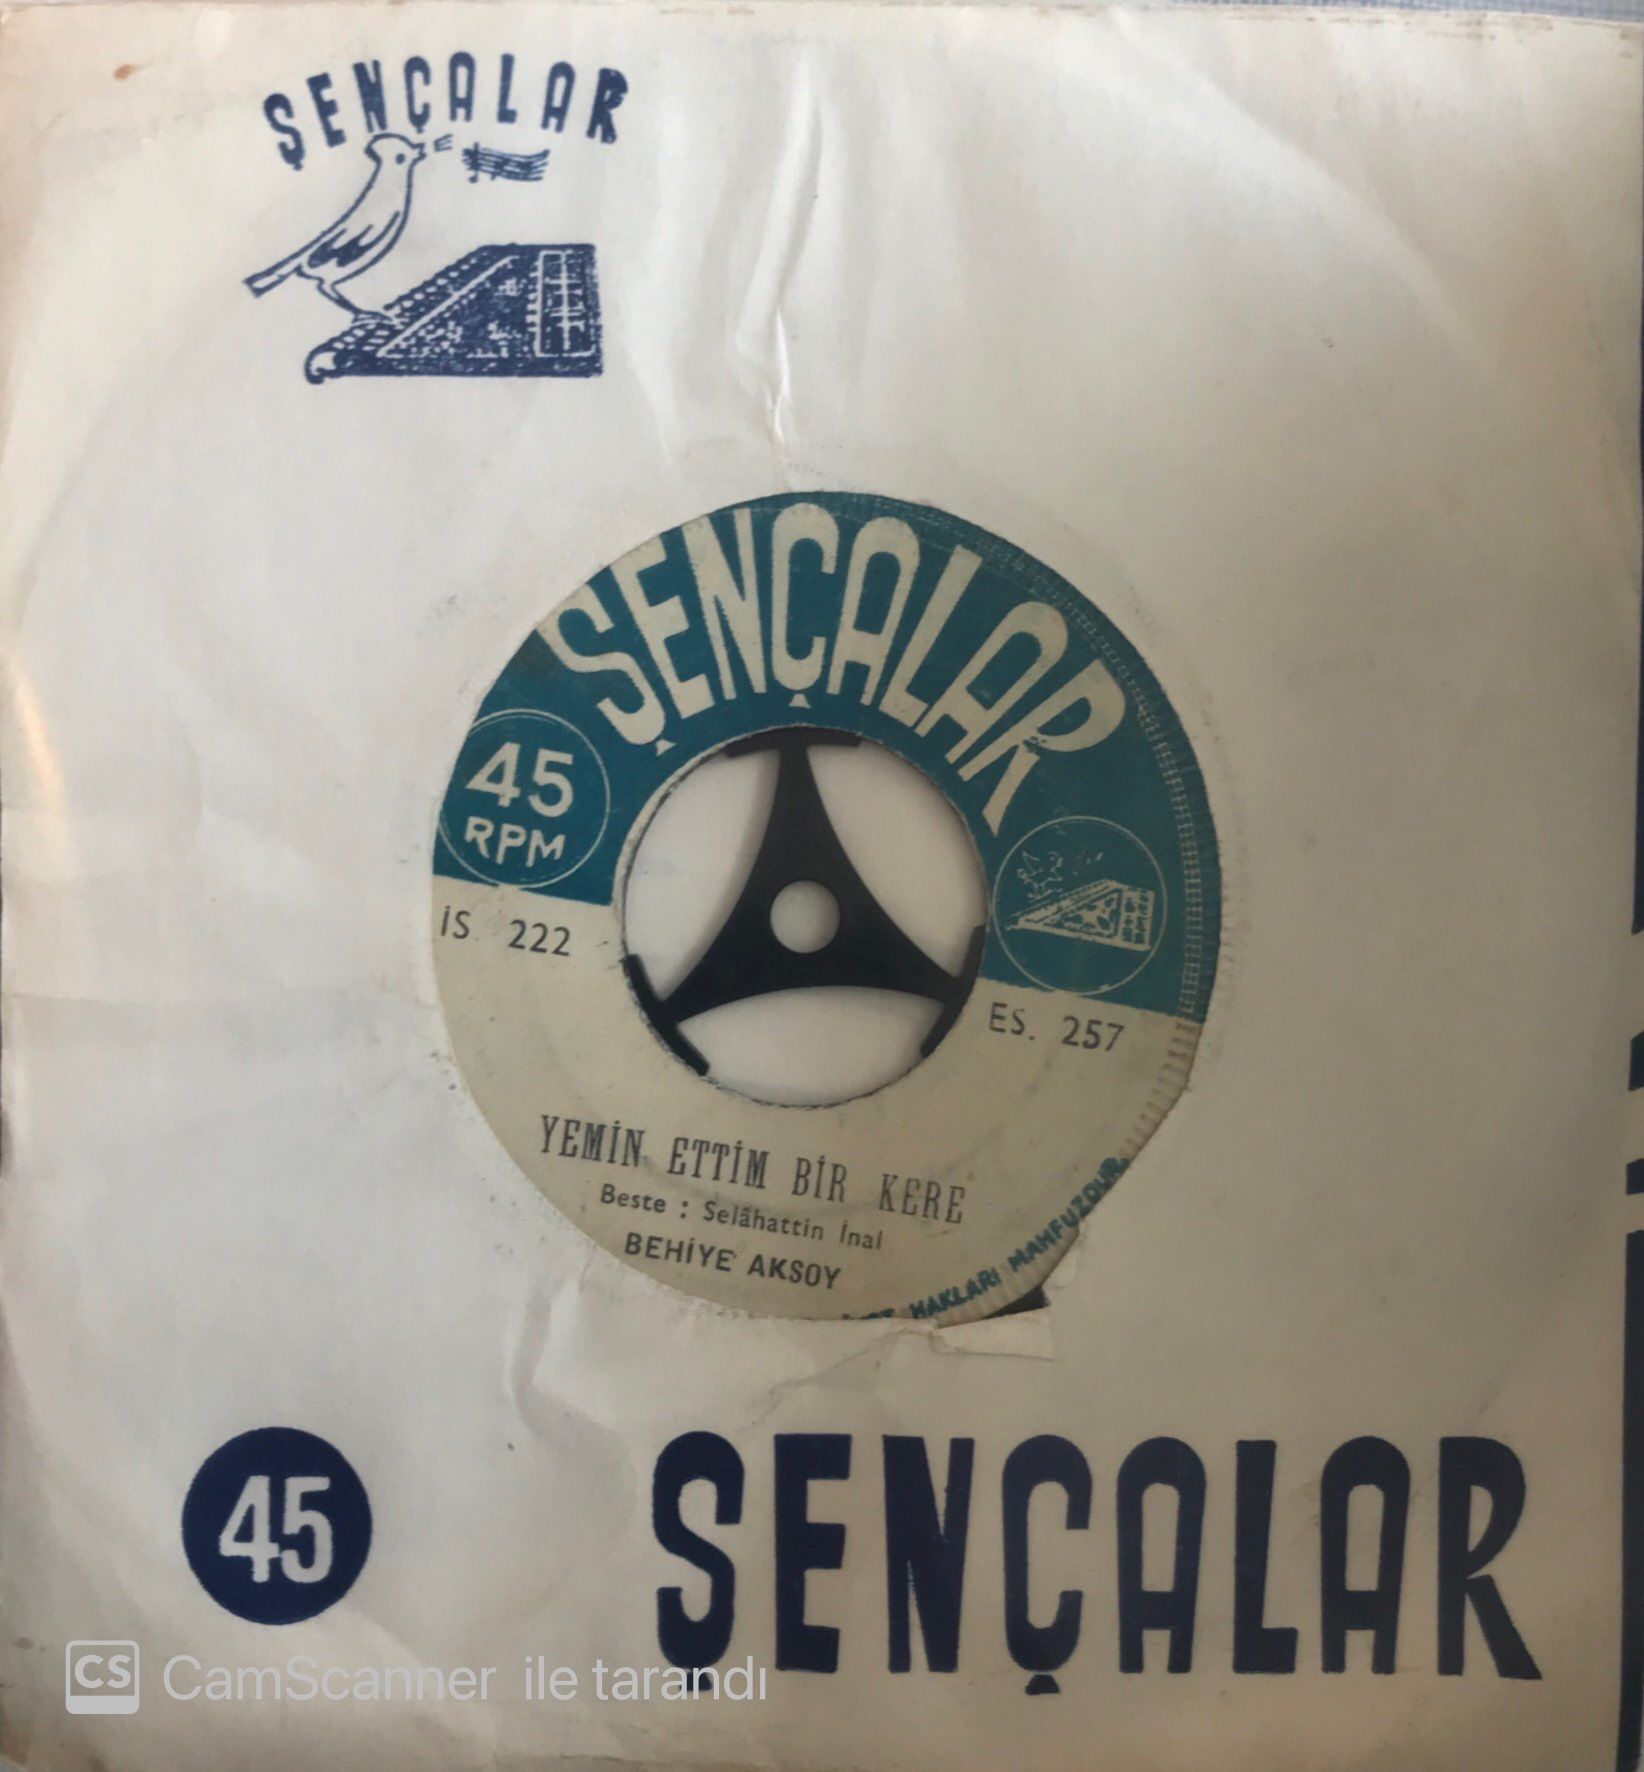 ŞENÇALAR
ŞENÇALAR
45
RPM
İS. 222
ES. 257
YEMİN ETTİM BİR KERE
Beste : Selâhattin İnal
BEHİYE AKSOY
HAKLARI MAHFUZDUR.
45
ŞENÇALAR
CS CamScanner ile tarandı